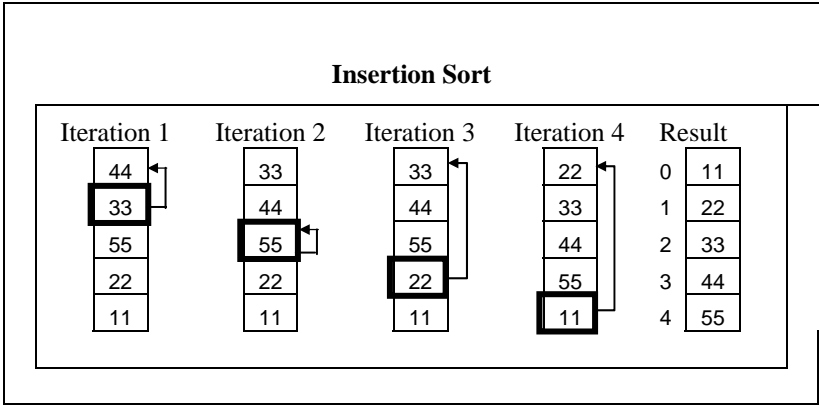 Insertion Sort
Iteration 1 Iteration 2 Iteration 3 Iteration 4 Result
44 33 33 22 0 11
33 44 44 33 1 22
55 55 55 44 2 33
22 22 22 55 3 44
11 11 11 11 4 55